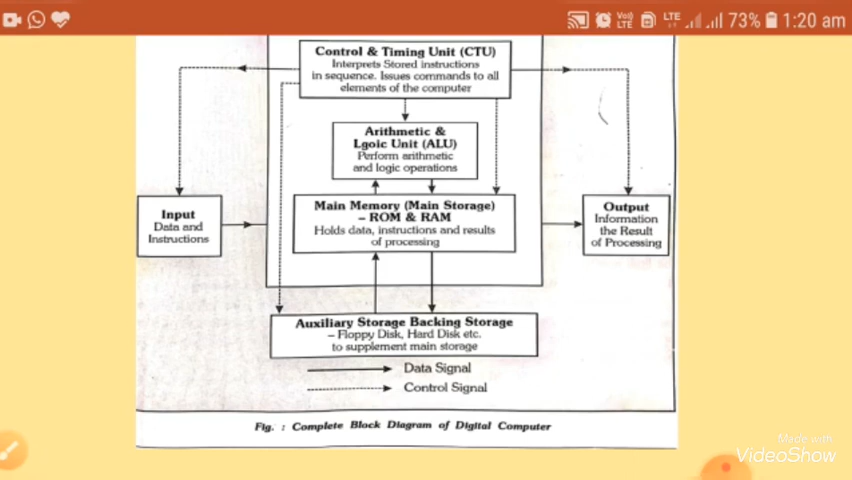 Voi) LTE LTE 73% 1:20 am
Control & Timing Unit (CTU)
Interprets Stored instructions
in sequence. Issues commands to all
elements of the computer
Arithmetic &
Lgoic Unit (ALU)
Perform arithmetic
and logic operations
Main Memory (Main Storage)
– ROM & RAM
Holds data, instructions and results
of processing
Input
Data and
Instructions
Output
Information
the Result
of Processing
Auxiliary Storage Backing Storage
– Floppy Disk, Hard Disk etc.
to supplement main storage
Data Signal
Control Signal
Fig. : Complete Block Diagram of Digital Computer
Made with
VideoShow